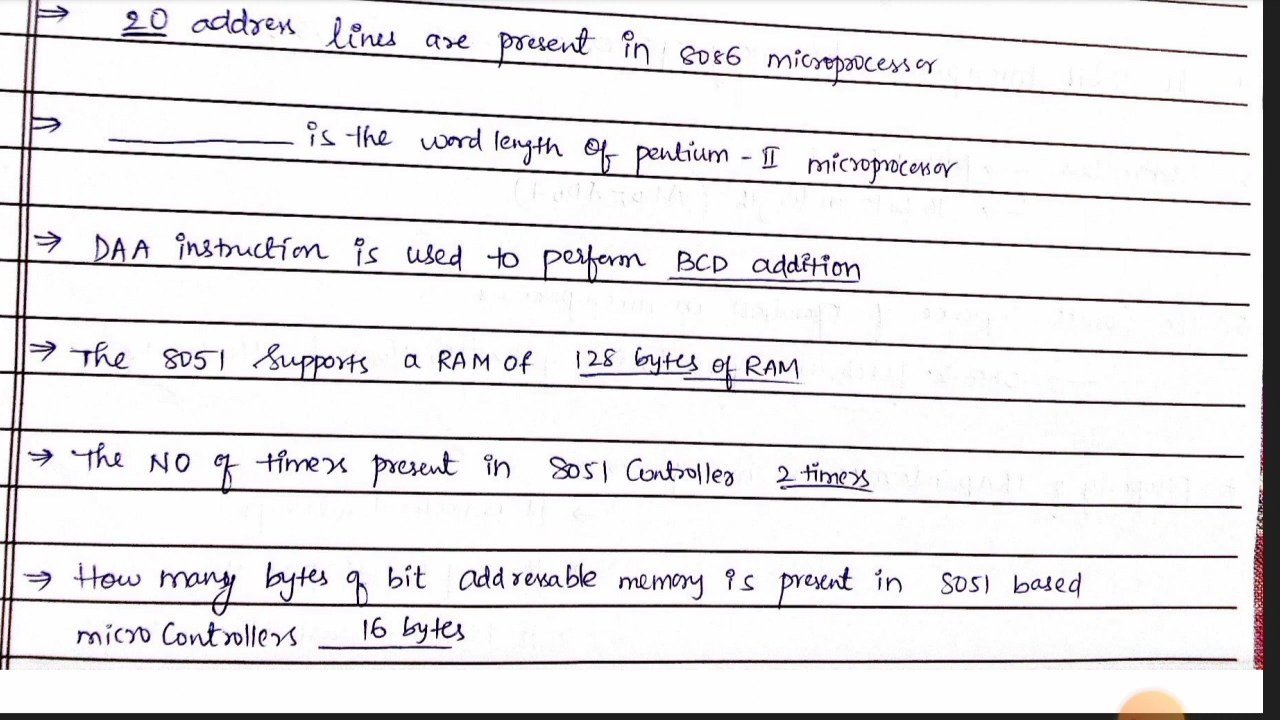 ⇒ 20 address lines are present in 8086 microprocessor
⇒ __________ is the word length of pentium - II microprocessor
⇒ DAA instruction is used to perform BCD addition
⇒ The 8051 Supports a RAM of 128 bytes of RAM
⇒ The NO of timers present in 8051 Controller 2 timers
⇒ How many bytes of bit addressable memory is present in 8051 based
micro Controllers 16 bytes